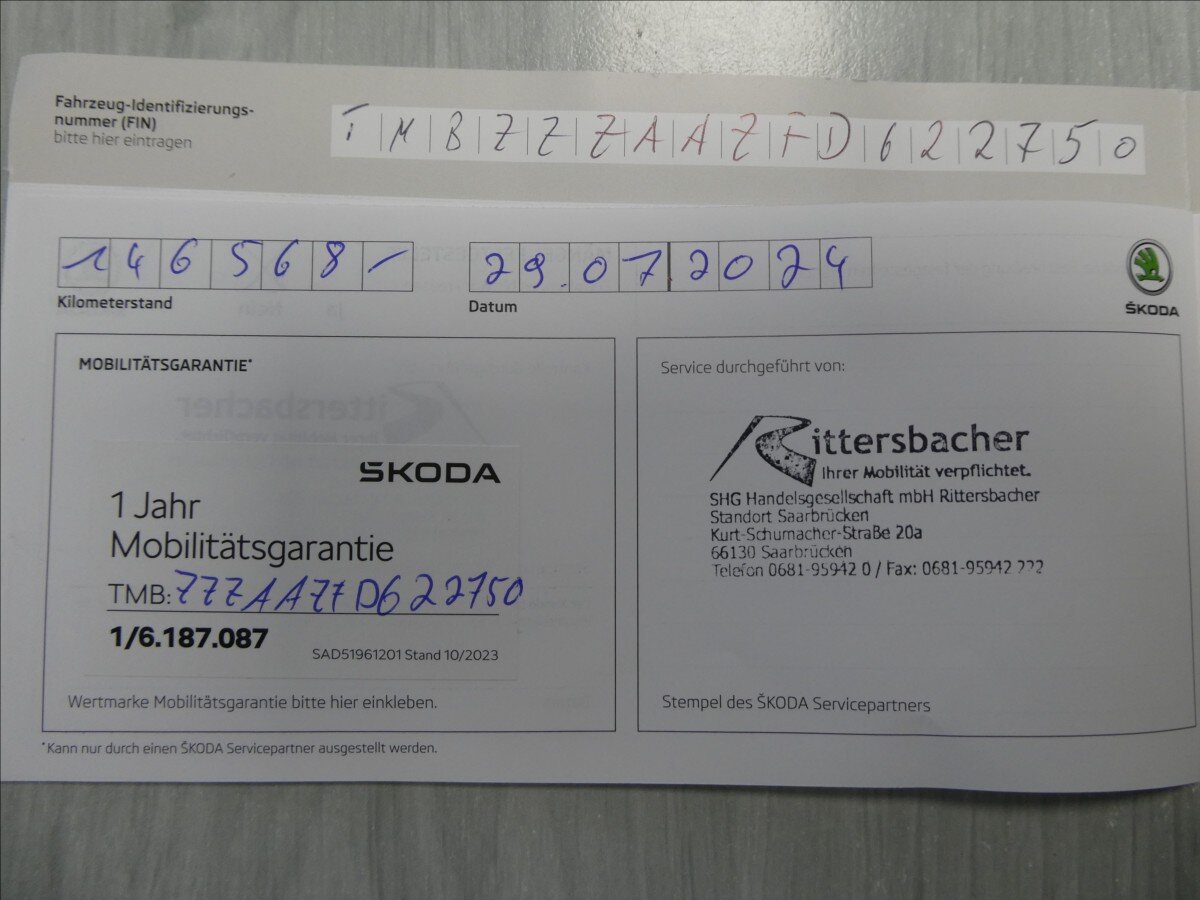 Fahrzeug-Identifizierungs-
nummer (FIN)
bitte hier eintragen
TMBZZZAAZFD622750
146568-
Kilometerstand
29.07.2024
Datum
ŠKODA
MOBILITÄTSGARANTIE*
ŠKODA
1 Jahr
Mobilitätsgarantie
TMB: ZZZAAZFD622750
1/6.187.087
SAD51961201 Stand 10/2023
Wertmarke Mobilitätsgarantie bitte hier einkleben.
Service durchgeführt von:
Rittersbacher
Ihrer Mobilität verpflichtet.
SHG Handelsgesellschaft mbH Rittersbacher
Standort Saarbrücken
Kurt-Schumacher-Straße 20a
66130 Saarbrücken
Telefon 0681-95942 0 / Fax: 0681-95942 222
Stempel des ŠKODA Servicepartners
*Kann nur durch einen ŠKODA Servicepartner ausgestellt werden.